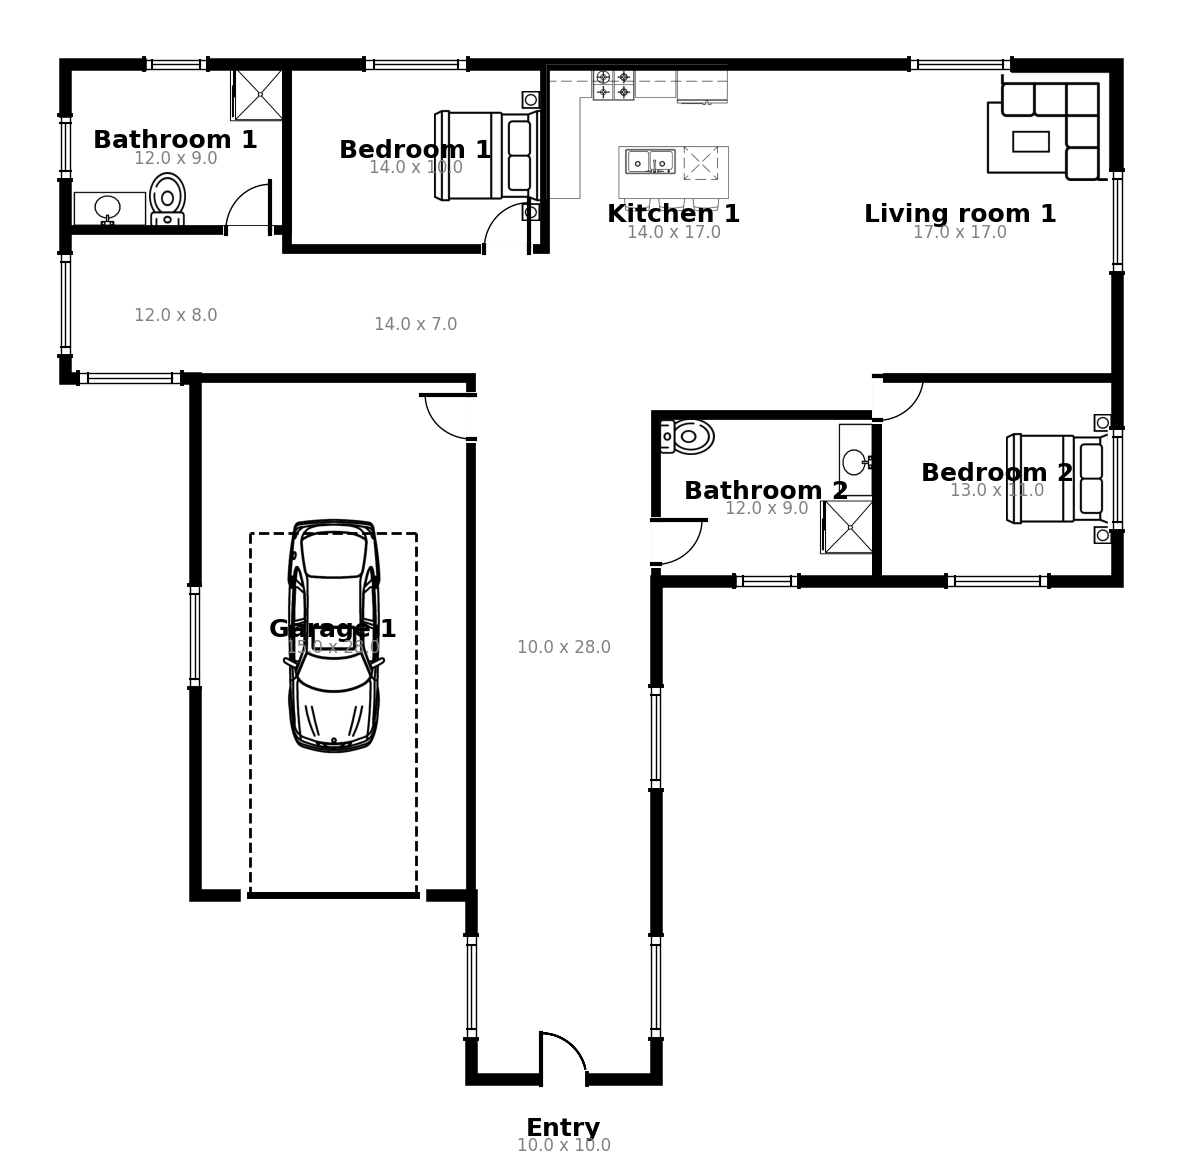 Bathroom 1
12.0 x 9.0
Bedroom 1
14.0 x 10.0
Kitchen 1
14.0 x 17.0
Living room 1
17.0 x 17.0
12.0 x 8.0
14.0 x 7.0
Bathroom 2
12.0 x 9.0
Bedroom 2
13.0 x 11.0
Garage 1
15.0 x 28.0
10.0 x 28.0
Entry
10.0 x 10.0